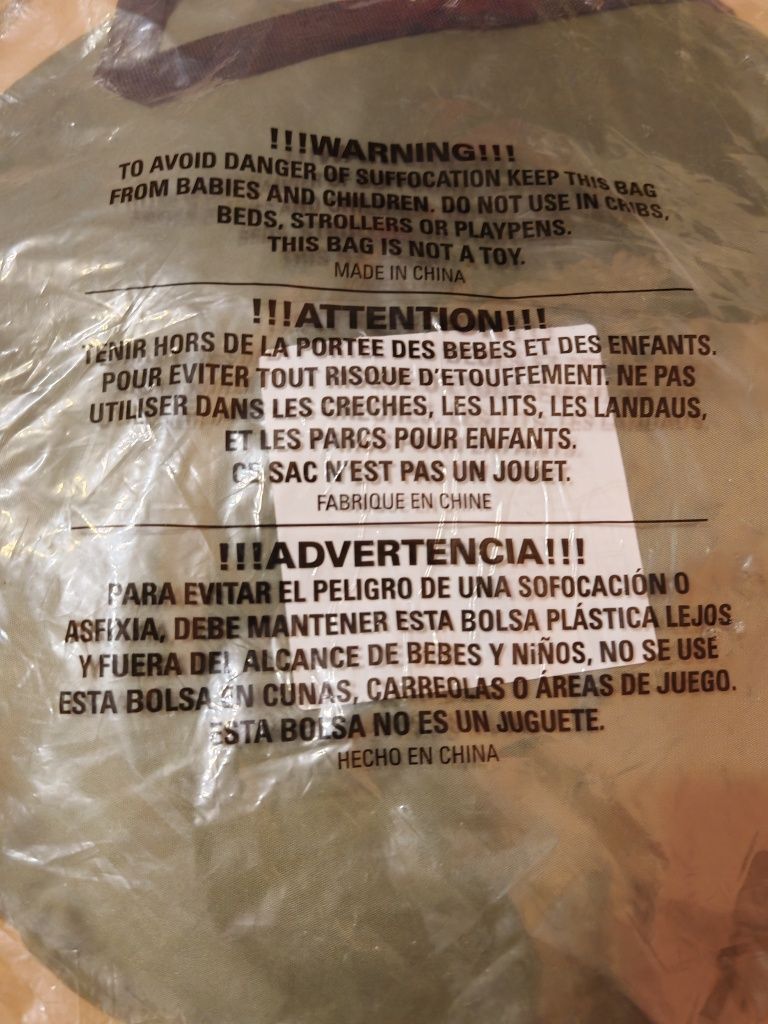 !!!WARNING!!!
TO AVOID DANGER OF SUFFOCATION KEEP THIS BAG
FROM BABIES AND CHILDREN. DO NOT USE IN CRIBS,
BEDS, STROLLERS OR PLAYPENS.
THIS BAG IS NOT A TOY.
MADE IN CHINA
!!!ATTENTION!!!
TENIR HORS DE LA PORTEE DES BEBES ET DES ENFANTS.
POUR EVITER TOUT RISQUE D'ETOUFFEMENT. NE PAS
UTILISER DANS LES CRECHES, LES LITS, LES LANDAUS,
ET LES PARCS POUR ENFANTS.
CE SAC N'EST PAS UN JOUET.
FABRIQUE EN CHINE
!!!ADVERTENCIA!!!
PARA EVITAR EL PELIGRO DE UNA SOFOCACIÓN O
ASFIXIA, DEBE MANTENER ESTA BOLSA PLÁSTICA LEJOS
Y FUERA DEL ALCANCE DE BEBES Y NIÑOS, NO SE USE
ESTA BOLSA EN CUNAS, CARREOLAS O ÁREAS DE JUEGO.
ESTA BOLSA NO ES UN JUGUETE.
HECHO EN CHINA